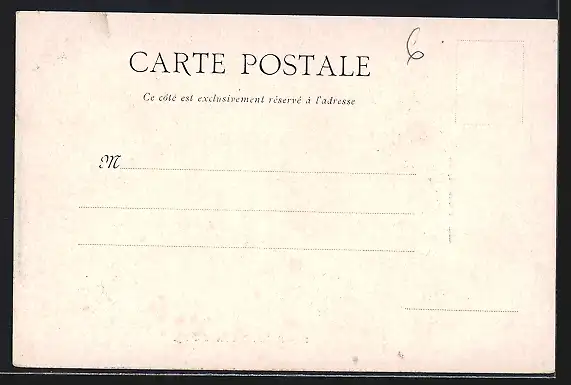 CARTE POSTALE
6
Ce côté est exclusivement réservé à l'adresse
M